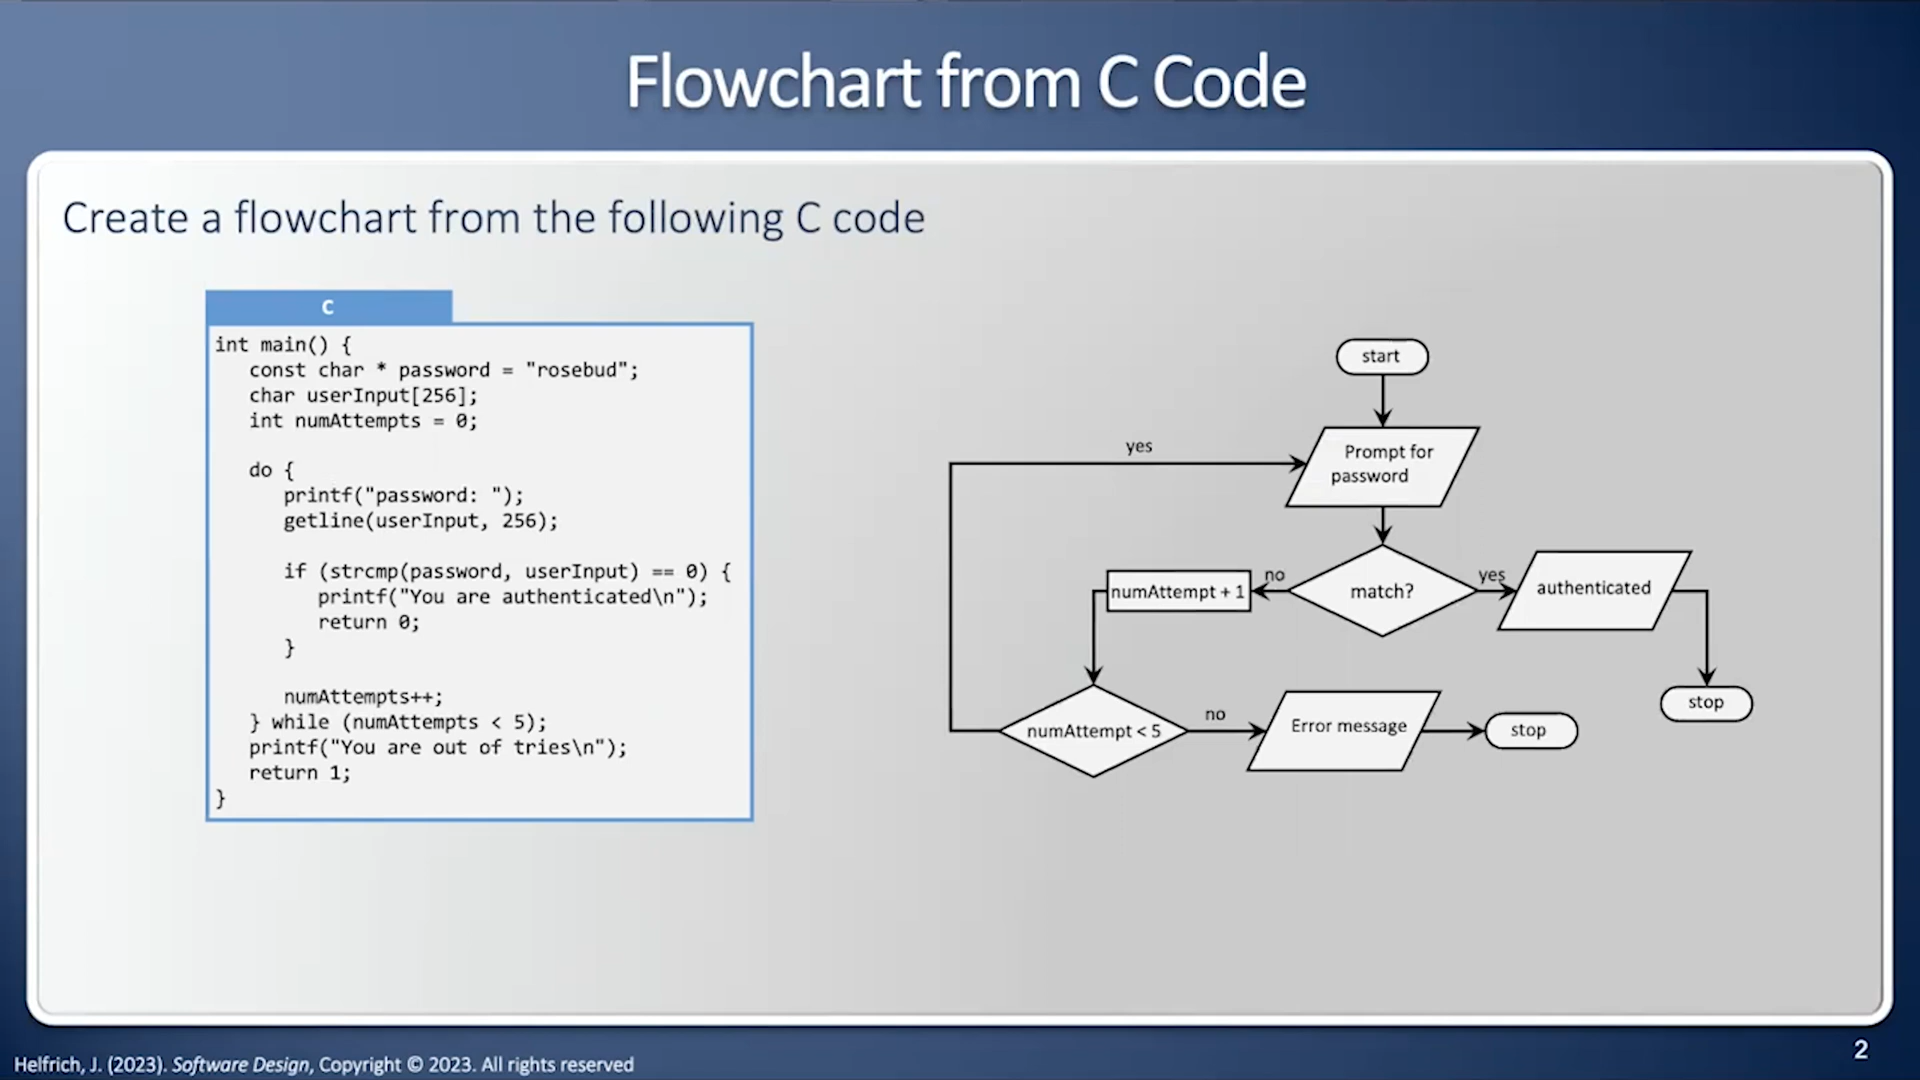 Flowchart from C Code
Create a flowchart from the following C code
C
int main() {
   const char * password = "rosebud";
   char userInput[256];
   int numAttempts = 0;

   do {
      printf("password: ");
      getline(userInput, 256);

      if (strcmp(password, userInput) == 0) {
         printf("You are authenticated\n");
         return 0;
      }

      numAttempts++;
   } while (numAttempts < 5);
   printf("You are out of tries\n");
   return 1;
}
start
yes
Prompt for
password
numAttempt + 1
no
match?
yes
authenticated
stop
numAttempt < 5
no
Error message
stop
Helfrich, J. (2023). Software Design, Copyright © 2023. All rights reserved
2